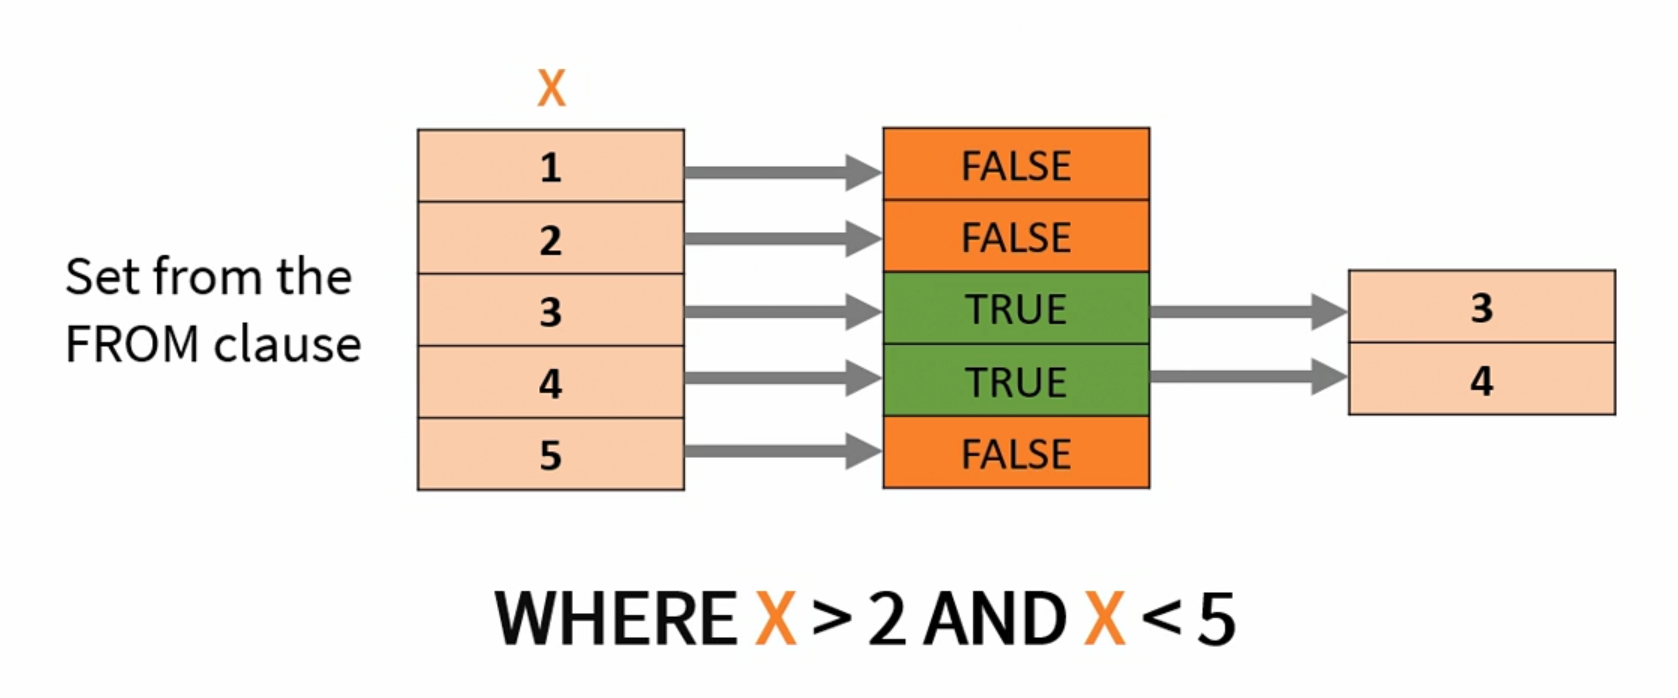 X
1
2
3
4
5
Set from the
FROM clause
FALSE
FALSE
TRUE
TRUE
FALSE
3
4
WHERE X > 2 AND X < 5